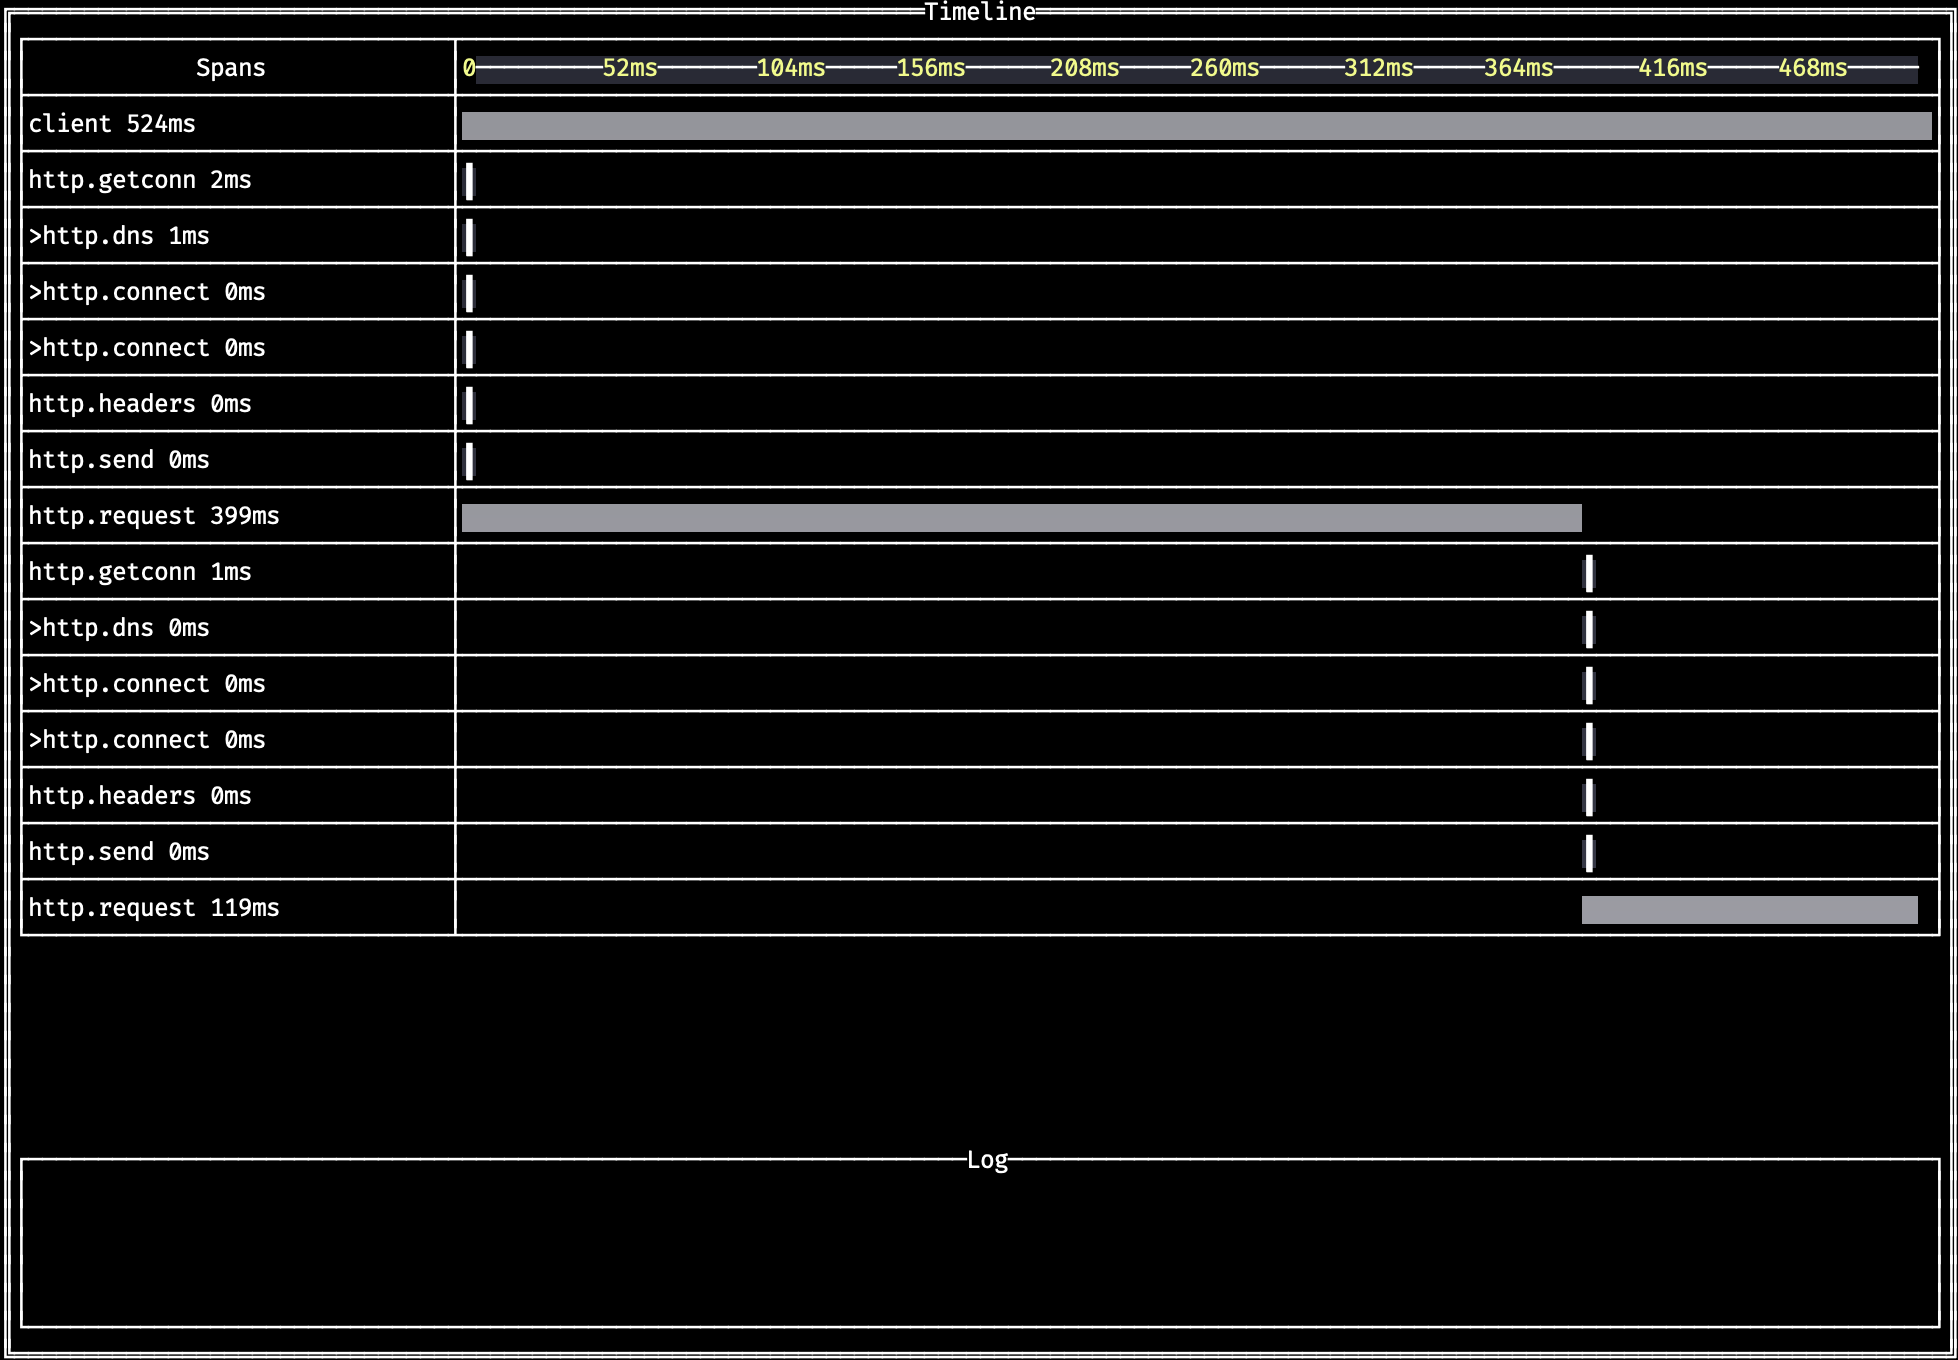 Timeline
Spans 0 52ms 104ms 156ms 208ms 260ms 312ms 364ms 416ms 468ms
client 524ms
http.getconn 2ms
>http.dns 1ms
>http.connect 0ms
>http.connect 0ms
http.headers 0ms
http.send 0ms
http.request 399ms
http.getconn 1ms
>http.dns 0ms
>http.connect 0ms
>http.connect 0ms
http.headers 0ms
http.send 0ms
http.request 119ms
Log